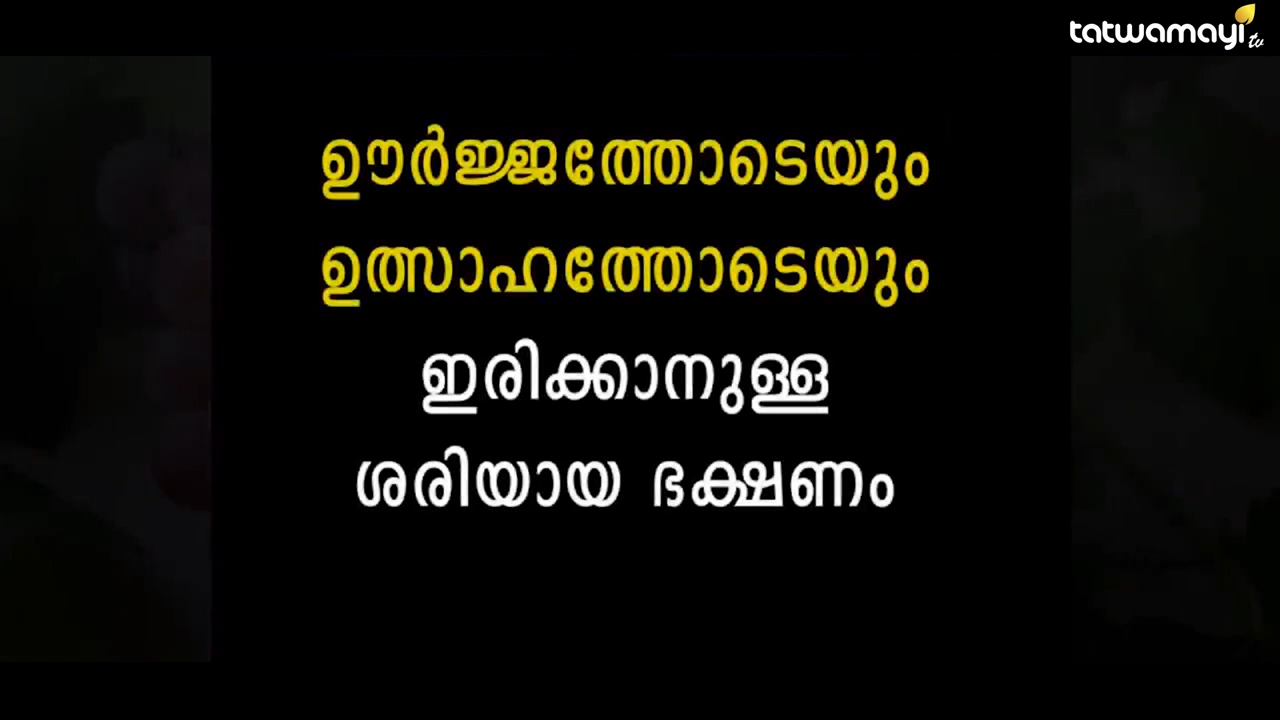 tatwamayi tv
ഊർജ്ജത്തോടെയും
ഉത്സാഹത്തോടെയും
ഇരിക്കാനുള്ള
ശരിയായ ഭക്ഷണം